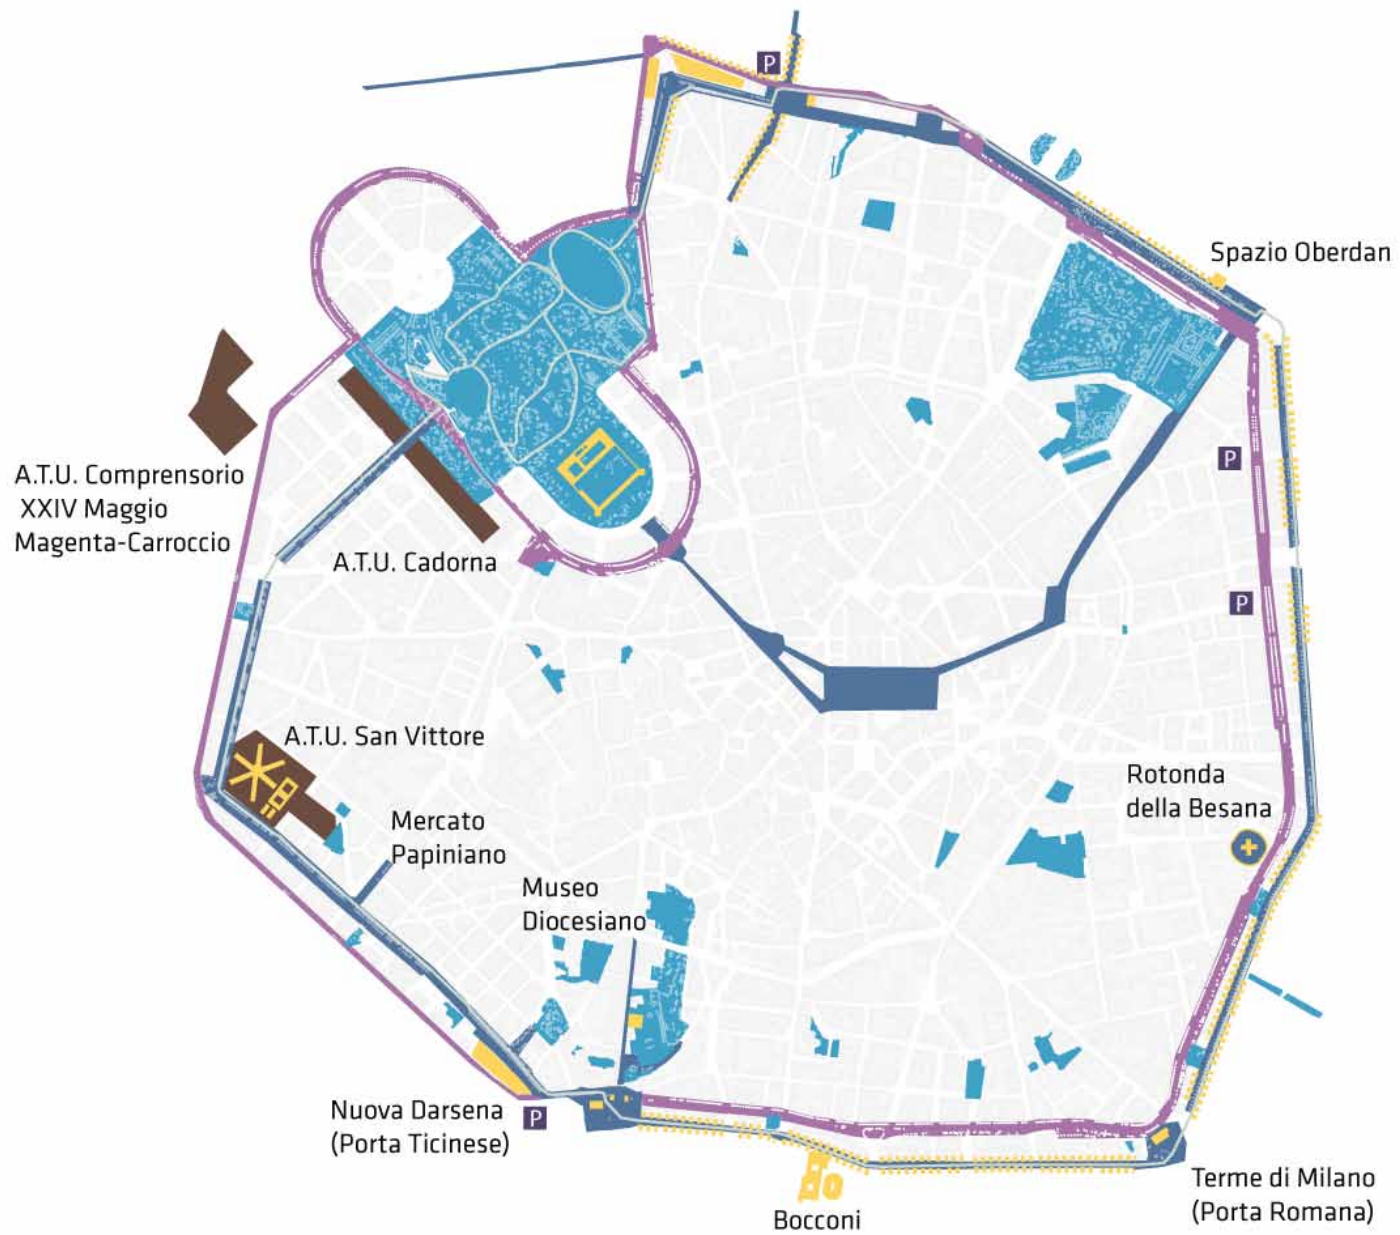 P
Spazio Oberdan
P
A.T.U. Comprensorio
XXIV Maggio
Magenta-Carroccio
A.T.U. Cadorna
P
A.T.U. San Vittore
Rotonda
della Besana
Mercato
Papiniano
Museo
Diocesiano
Nuova Darsena
(Porta Ticinese)
P
Terme di Milano
(Porta Romana)
Bocconi